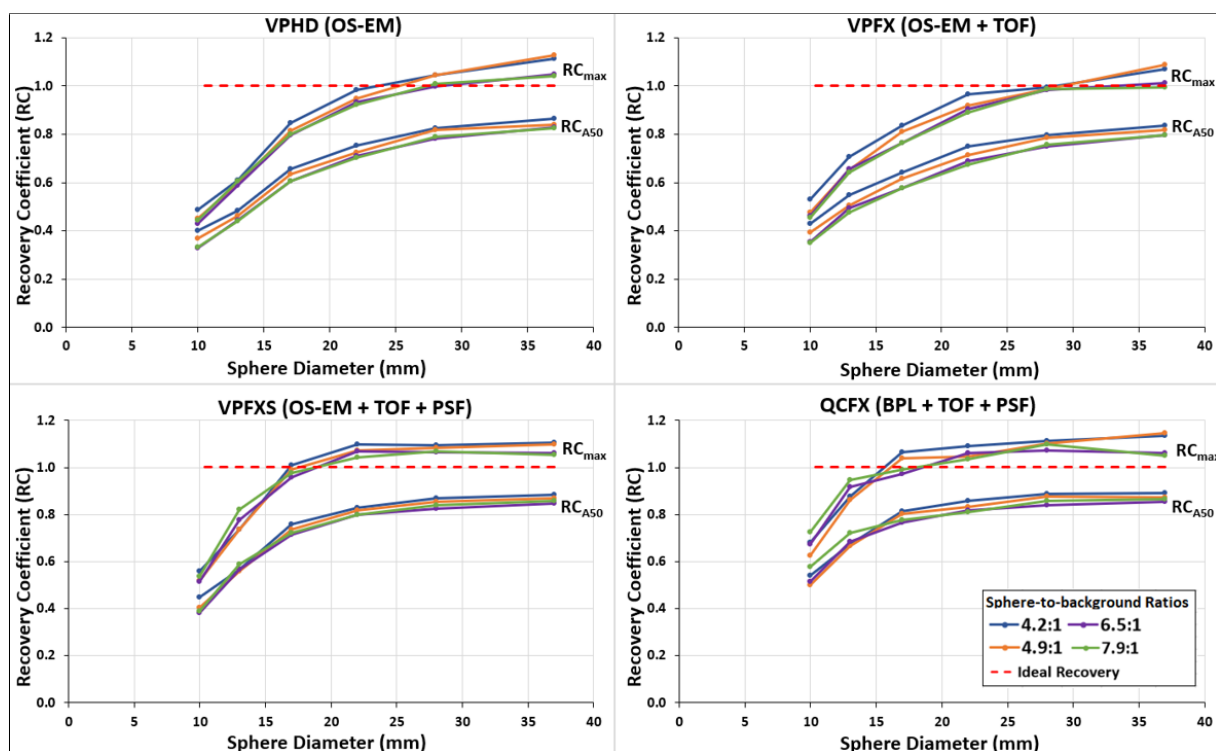 VPHD (OS-EM)
1.2
1.0
0.8
0.6
0.4
0.2
0.0
Recovery Coefficient (RC)
RCmax
RCA50
0 5 10 15 20 25 30 35 40
Sphere Diameter (mm)
VPFX (OS-EM + TOF)
1.2
1.0
0.8
0.6
0.4
0.2
0.0
Recovery Coefficient (RC)
RCmax
RCA50
0 5 10 15 20 25 30 35 40
Sphere Diameter (mm)
VPFXS (OS-EM + TOF + PSF)
1.2
1.0
0.8
0.6
0.4
0.2
0.0
Recovery Coefficient (RC)
RCmax
RCA50
0 5 10 15 20 25 30 35 40
Sphere Diameter (mm)
QCFX (BPL + TOF + PSF)
1.2
1.0
0.8
0.6
0.4
0.2
0.0
Recovery Coefficient (RC)
RCmax
RCA50
Sphere-to-background Ratios
4.2:1 6.5:1
4.9:1 7.9:1
Ideal Recovery
0 5 10 15 20 25 30 35 40
Sphere Diameter (mm)